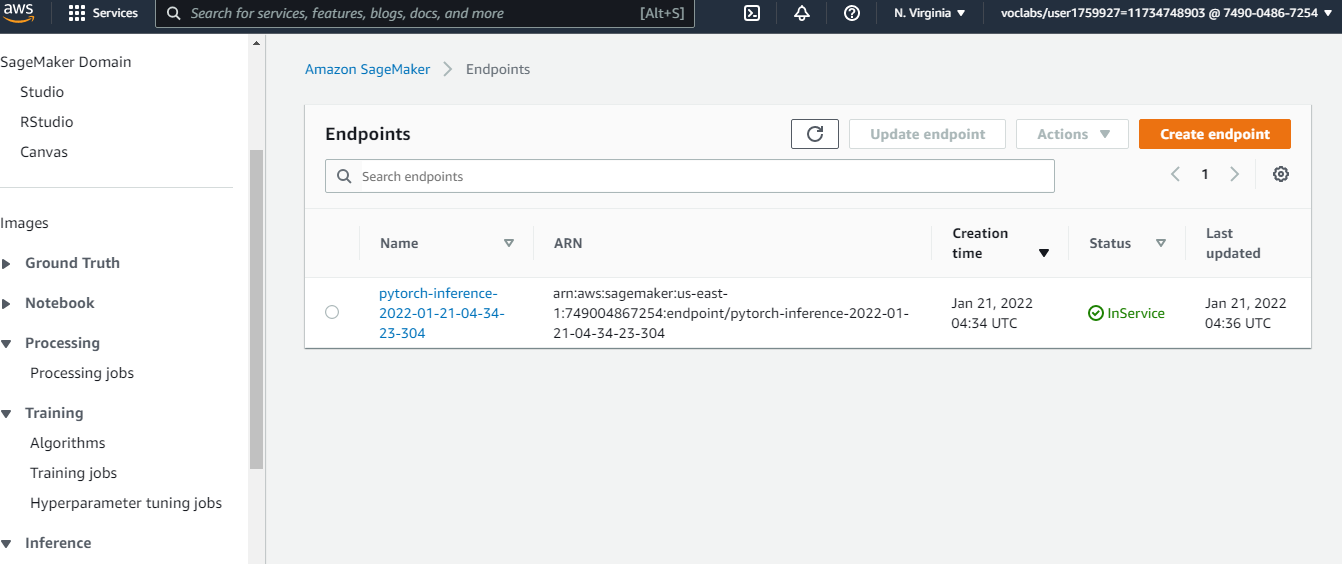 aws
Services
Search for services, features, blogs, docs, and more
[Alt+S]
N. Virginia
voclabs/user1759927=11734748903 @ 7490-0486-7254
SageMaker Domain
Studio
RStudio
Canvas
Images
Ground Truth
Notebook
Processing
Processing jobs
Training
Algorithms
Training jobs
Hyperparameter tuning jobs
Inference
Amazon SageMaker
Endpoints
Endpoints
Update endpoint
Actions
Create endpoint
Search endpoints
1
Name
ARN
Creation
time
Status
Last
updated
pytorch-inference-
2022-01-21-04-34-
23-304
arn:aws:sagemaker:us-east-
1:749004867254:endpoint/pytorch-inference-2022-01-
21-04-34-23-304
Jan 21, 2022
04:34 UTC
InService
Jan 21, 2022
04:36 UTC